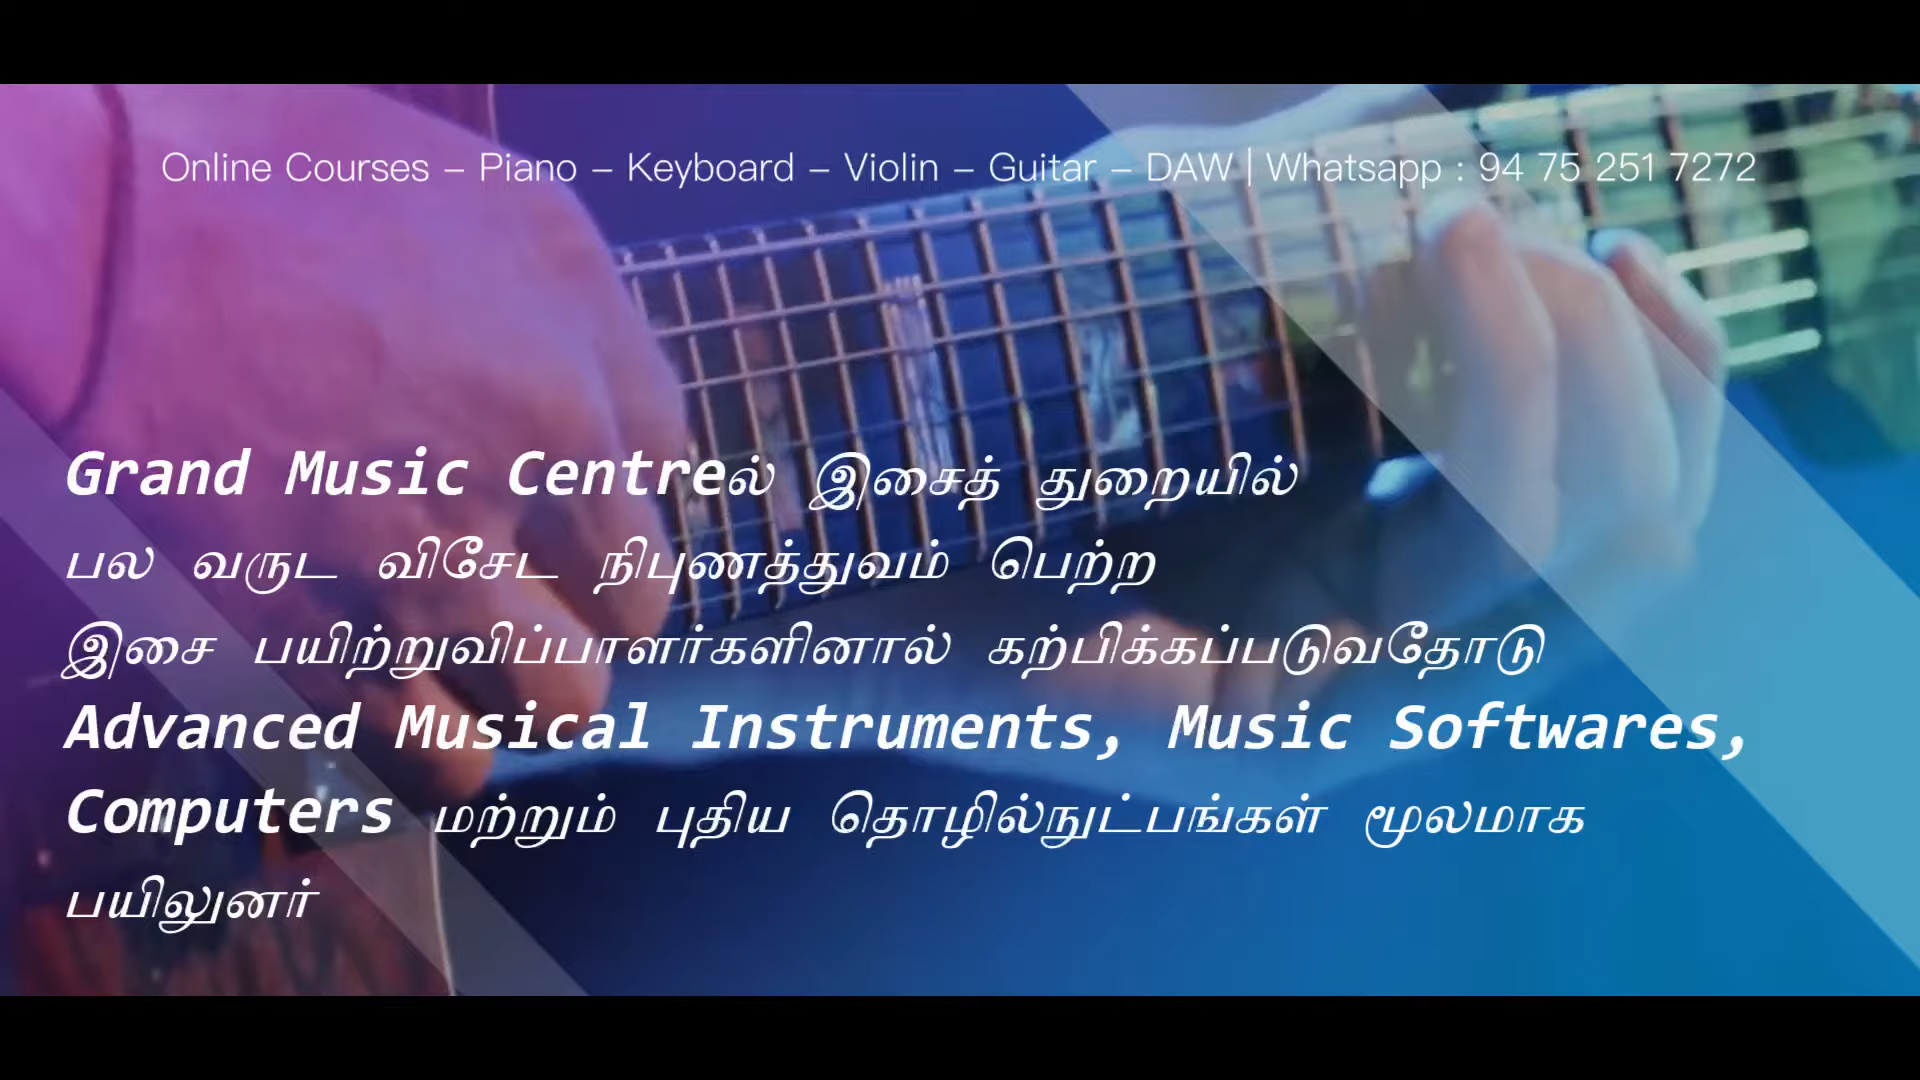 Online Courses – Piano – Keyboard – Violin – Guitar – DAW | Whatsapp : 94 75 251 7272
Grand Music Centreல் இசைத் துறையில்
பல வருட விசேட நிபுணத்துவம் பெற்ற
இசை பயிற்றுவிப்பாளர்களினால் கற்பிக்கப்படுவதோடு
Advanced Musical Instruments, Music Softwares,
Computers மற்றும் புதிய தொழில்நுட்பங்கள் மூலமாக
பயிலுனர்